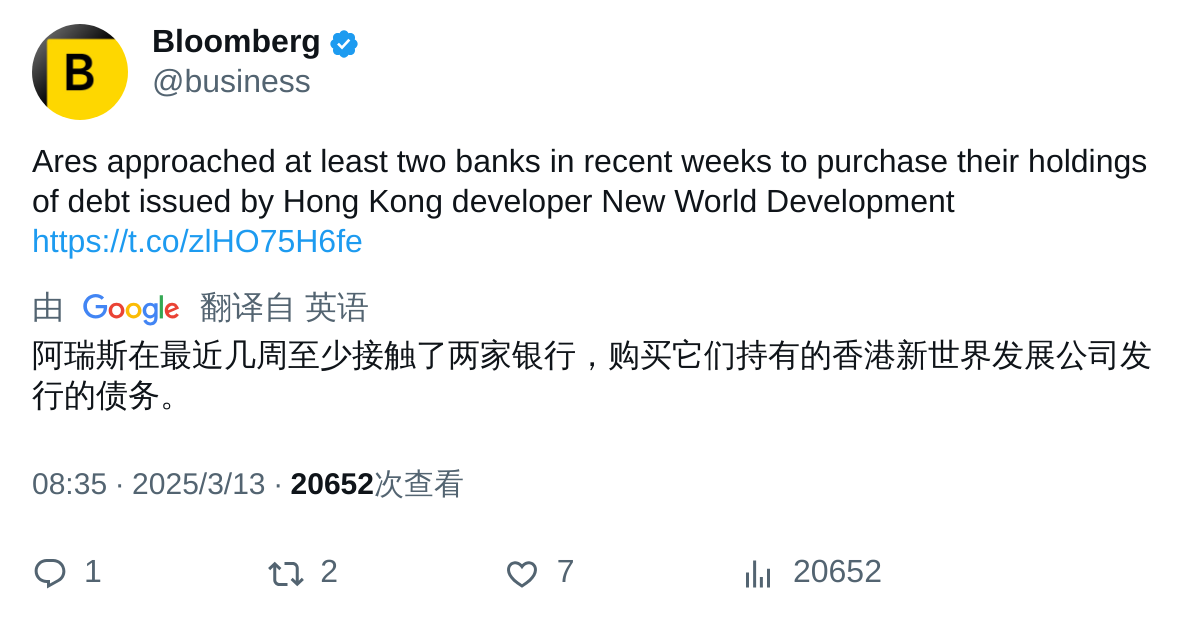 B
Bloomberg
@business
Ares approached at least two banks in recent weeks to purchase their holdings
of debt issued by Hong Kong developer New World Development
https://t.co/zlHO75H6fe
由 Google 翻译自 英语
阿瑞斯在最近几周至少接触了两家银行，购买它们持有的香港新世界发展公司发
行的债务。
08:35 · 2025/3/13 · 20652次查看
1 2 7 20652